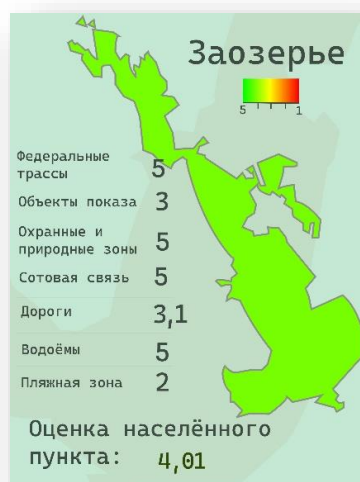 Заозерье
5 1
Федеральные
трассы 5
Объекты показа 3
Охранные и
природные зоны 5
Сотовая связь 5
Дороги 3,1
Водоёмы 5
Пляжная зона 2
Оценка населённого
пункта: 4,01